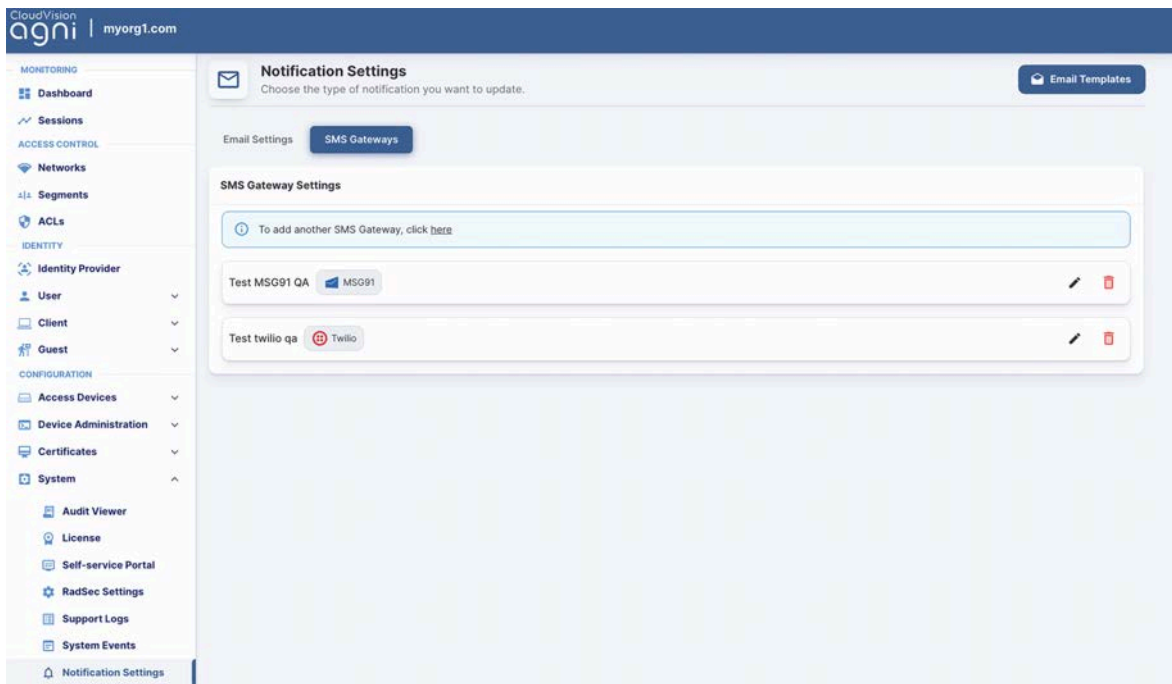 CloudVision
agni | myorg1.com
MONITORING
Dashboard
Sessions
ACCESS CONTROL
Networks
Segments
ACLs
IDENTITY
Identity Provider
User
Client
Guest
CONFIGURATION
Access Devices
Device Administration
Certificates
System
Audit Viewer
License
Self-service Portal
RadSec Settings
Support Logs
System Events
Notification Settings
Notification Settings
Choose the type of notification you want to update.
Email Templates
Email Settings
SMS Gateways
SMS Gateway Settings
To add another SMS Gateway, click here
Test MSG91 QA MSG91
Test twilio qa Twilio